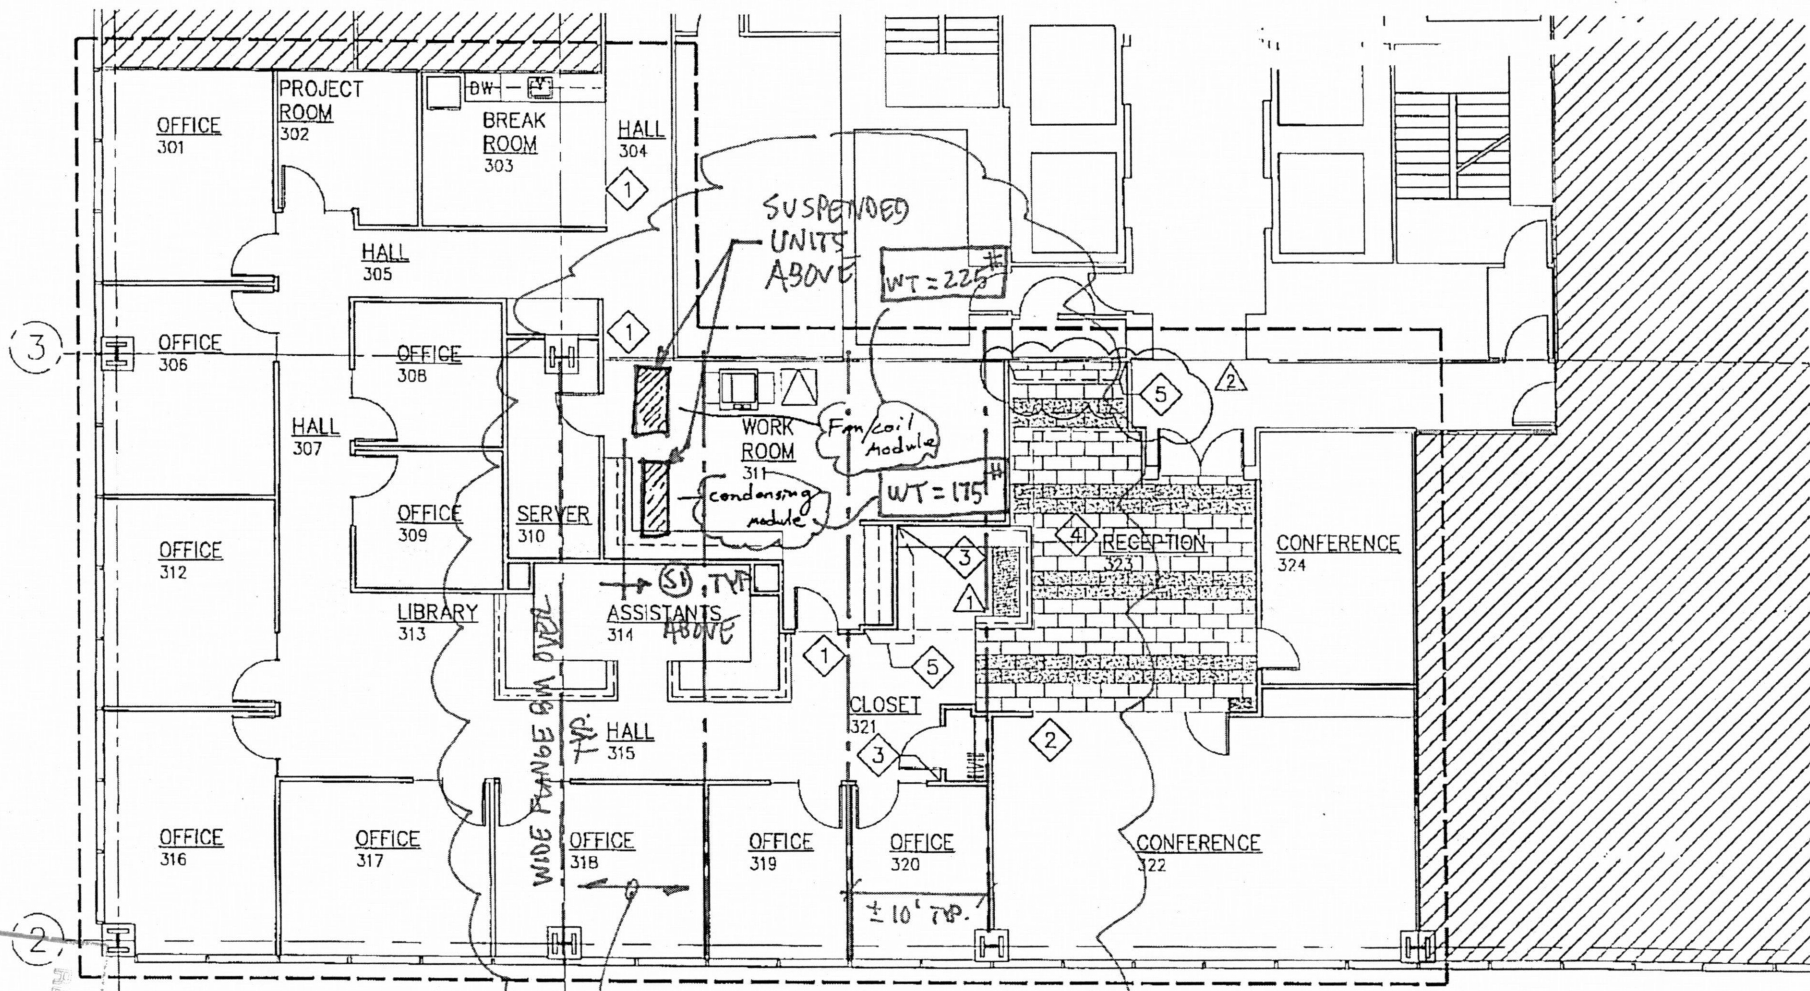 OFFICE
301
PROJECT
ROOM
302
DW
BREAK
ROOM
303
HALL
304
1
SUSPENDED
UNITS
ABOVE
WT = 225#
HALL
305
3
OFFICE
306
OFFICE
308
1
HALL
307
WORK
ROOM
311
Fan/coil
Module
5
2
OFFICE
309
SERVER
310
condensing
module
WT = 175#
OFFICE
312
4
RECEPTION
323
CONFERENCE
324
3
1
LIBRARY
313
S1 TYP
ASSISTANTS
314
ABOVE
WIDE FLANGE BM OVER
TYP.
1
5
CLOSET
321
HALL
315
3
2
OFFICE
316
OFFICE
317
OFFICE
318
OFFICE
319
OFFICE
320
CONFERENCE
322
± 10' TYP.
2